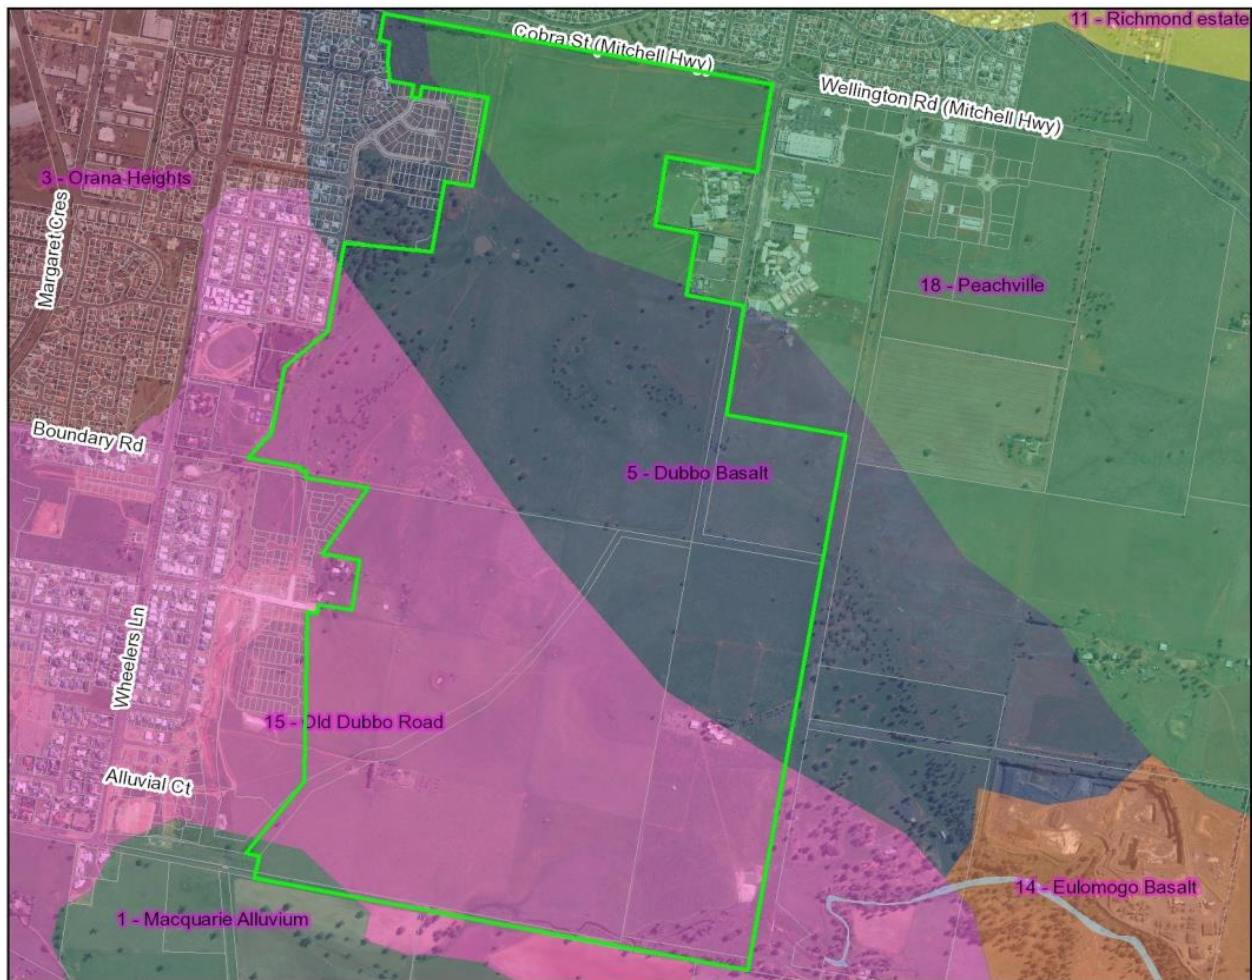 11 - Richmond estate
Cobra St (Mitchell Hwy)
Wellington Rd (Mitchell Hwy)
3 - Orana Heights
Margaret Cres
18 - Peachville
Boundary Rd
5 - Dubbo Basalt
Wheelers Ln
15 - Old Dubbo Road
Alluvial Ct
14 - Eulomogo Basalt
1 - Macquarie Alluvium